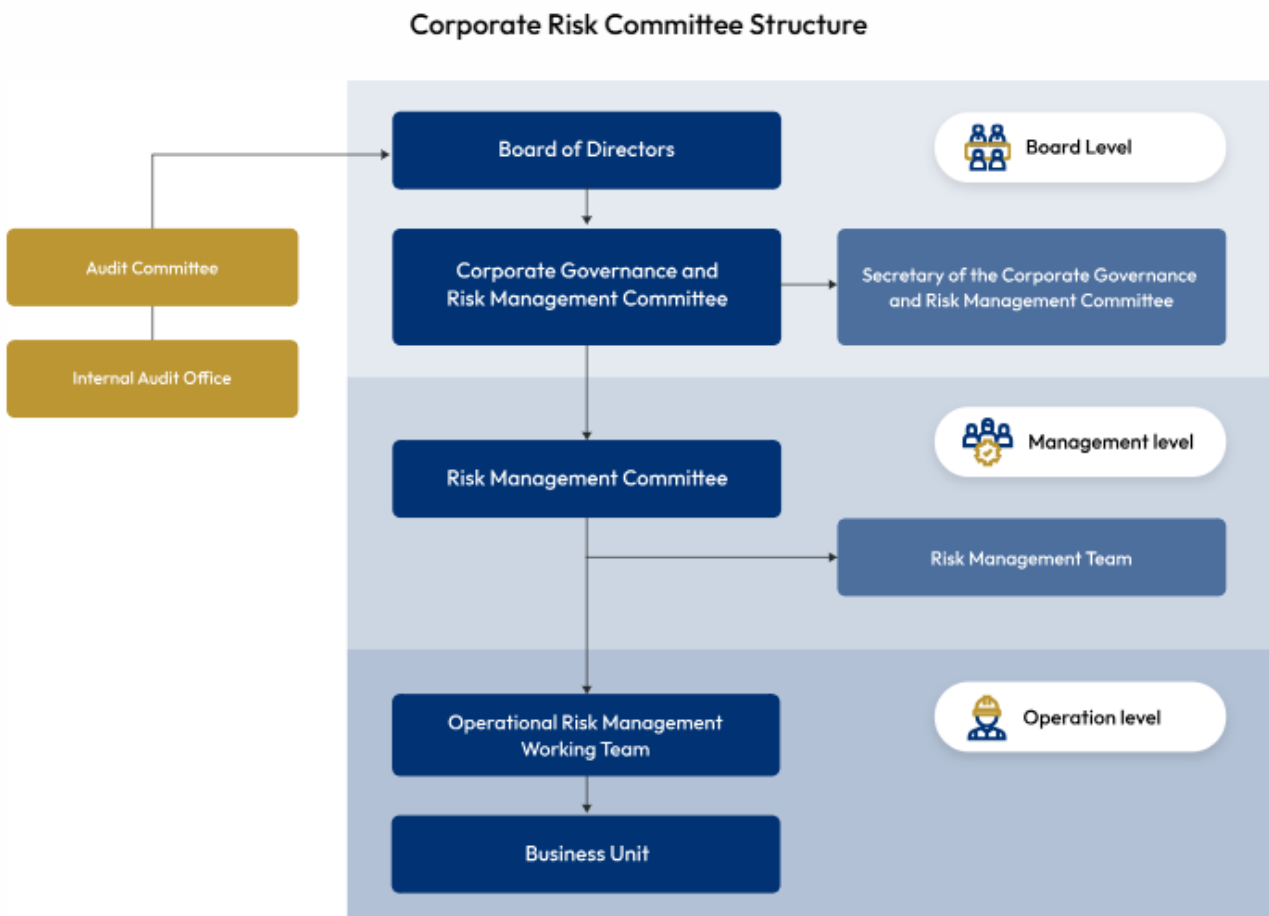 Corporate Risk Committee Structure
Board of Directors
Board Level
Audit Committee
Corporate Governance and
Risk Management Committee
Secretary of the Corporate Governance
and Risk Management Committee
Internal Audit Office
Management level
Risk Management Committee
Risk Management Team
Operational Risk Management
Working Team
Operation level
Business Unit